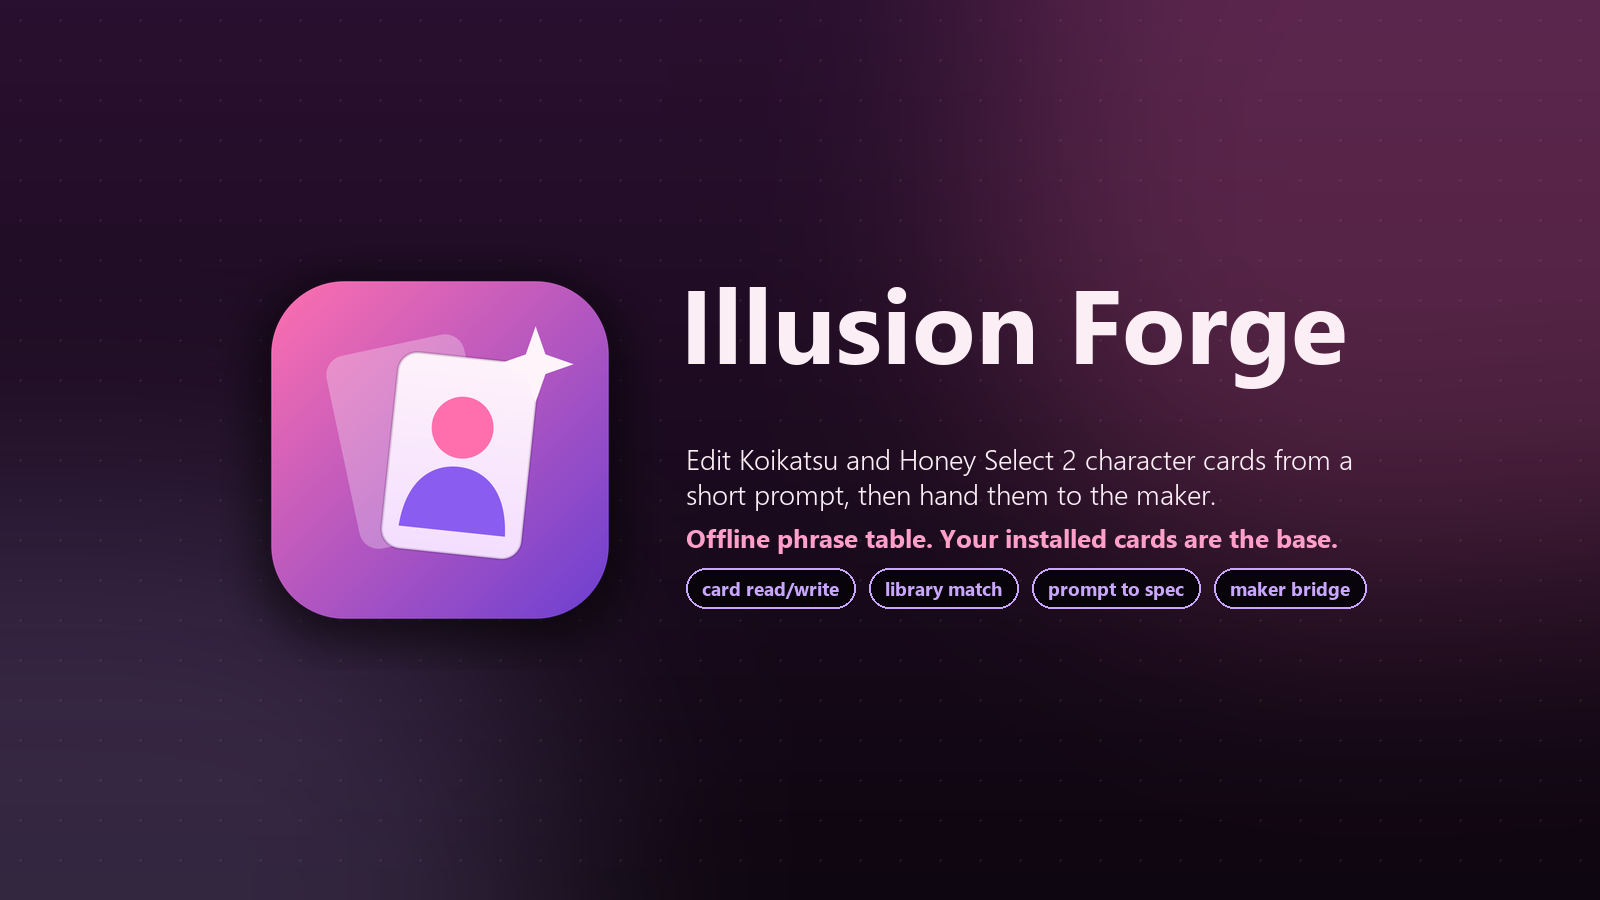 Illusion Forge
Edit Koikatsu and Honey Select 2 character cards from a
short prompt, then hand them to the maker.
Offline phrase table. Your installed cards are the base.
card read/write
library match
prompt to spec
maker bridge